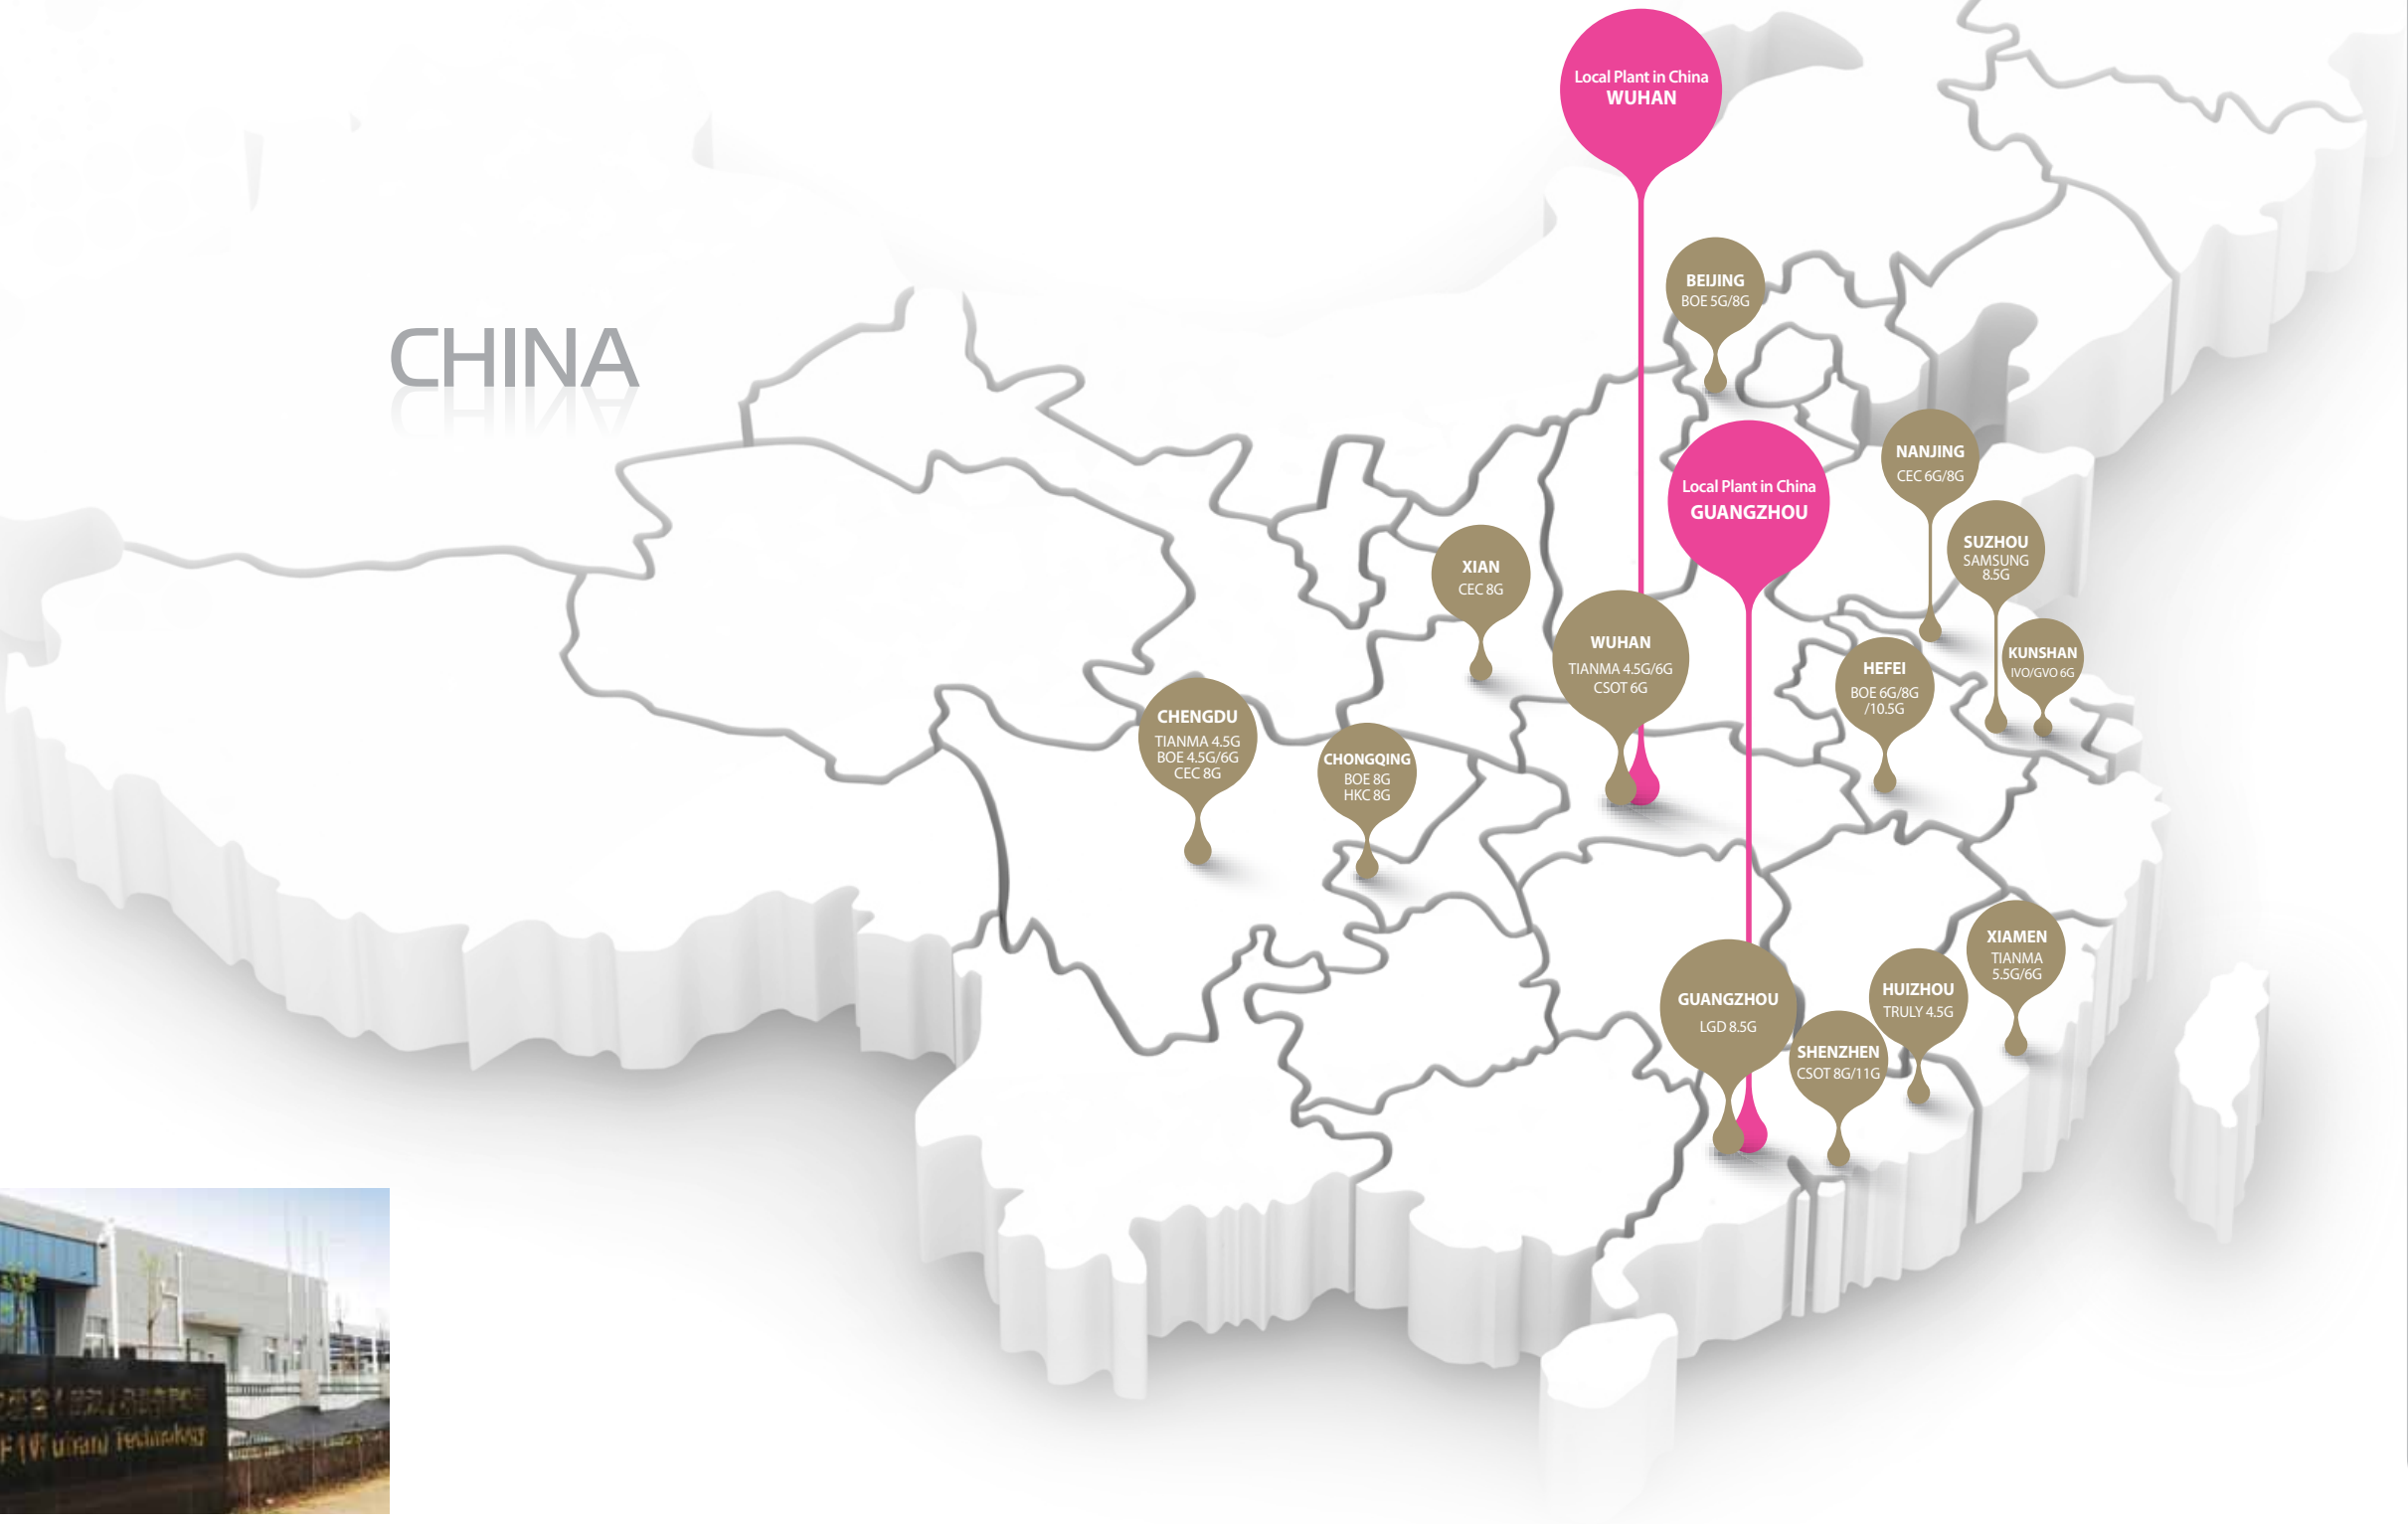 Local Plant in China
WUHAN
BEIJING
BOE 5G/8G
CHINA
Local Plant in China
GUANGZHOU
NANJING
CEC 6G/8G
SUZHOU
SAMSUNG
8.5G
XIAN
CEC 8G
WUHAN
TIANMA 4.5G/6G
CSOT 6G
KUNSHAN
IVO/GVO 6G
HEFEI
BOE 6G/8G
/10.5G
CHENGDU
TIANMA 4.5G
BOE 4.5G/6G
CEC 8G
CHONGQING
BOE 8G
HKC 8G
XIAMEN
TIANMA
5.5G/6G
GUANGZHOU
LGD 8.5G
HUIZHOU
TRULY 4.5G
SHENZHEN
CSOT 8G/11G
(Wuhan) Technology